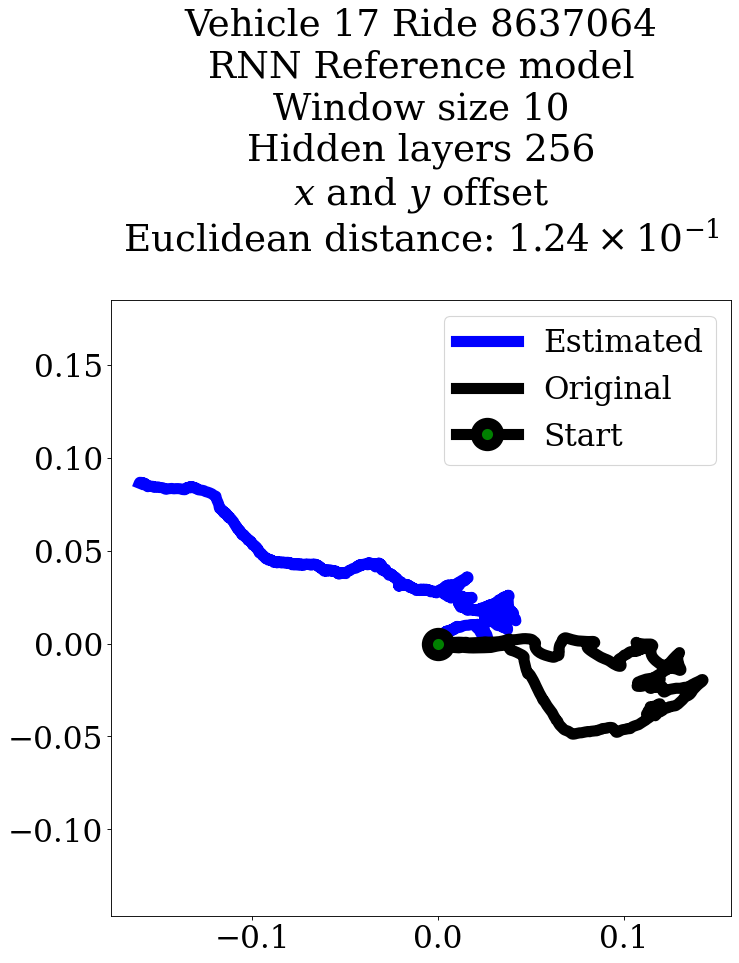 Vehicle 17 Ride 8637064
RNN Reference model
Window size 10
Hidden layers 256
x and y offset
Euclidean distance: 1.24 × 10⁻¹
Estimated
Original
Start
0.15
0.10
0.05
0.00
−0.05
−0.10
−0.1 0.0 0.1